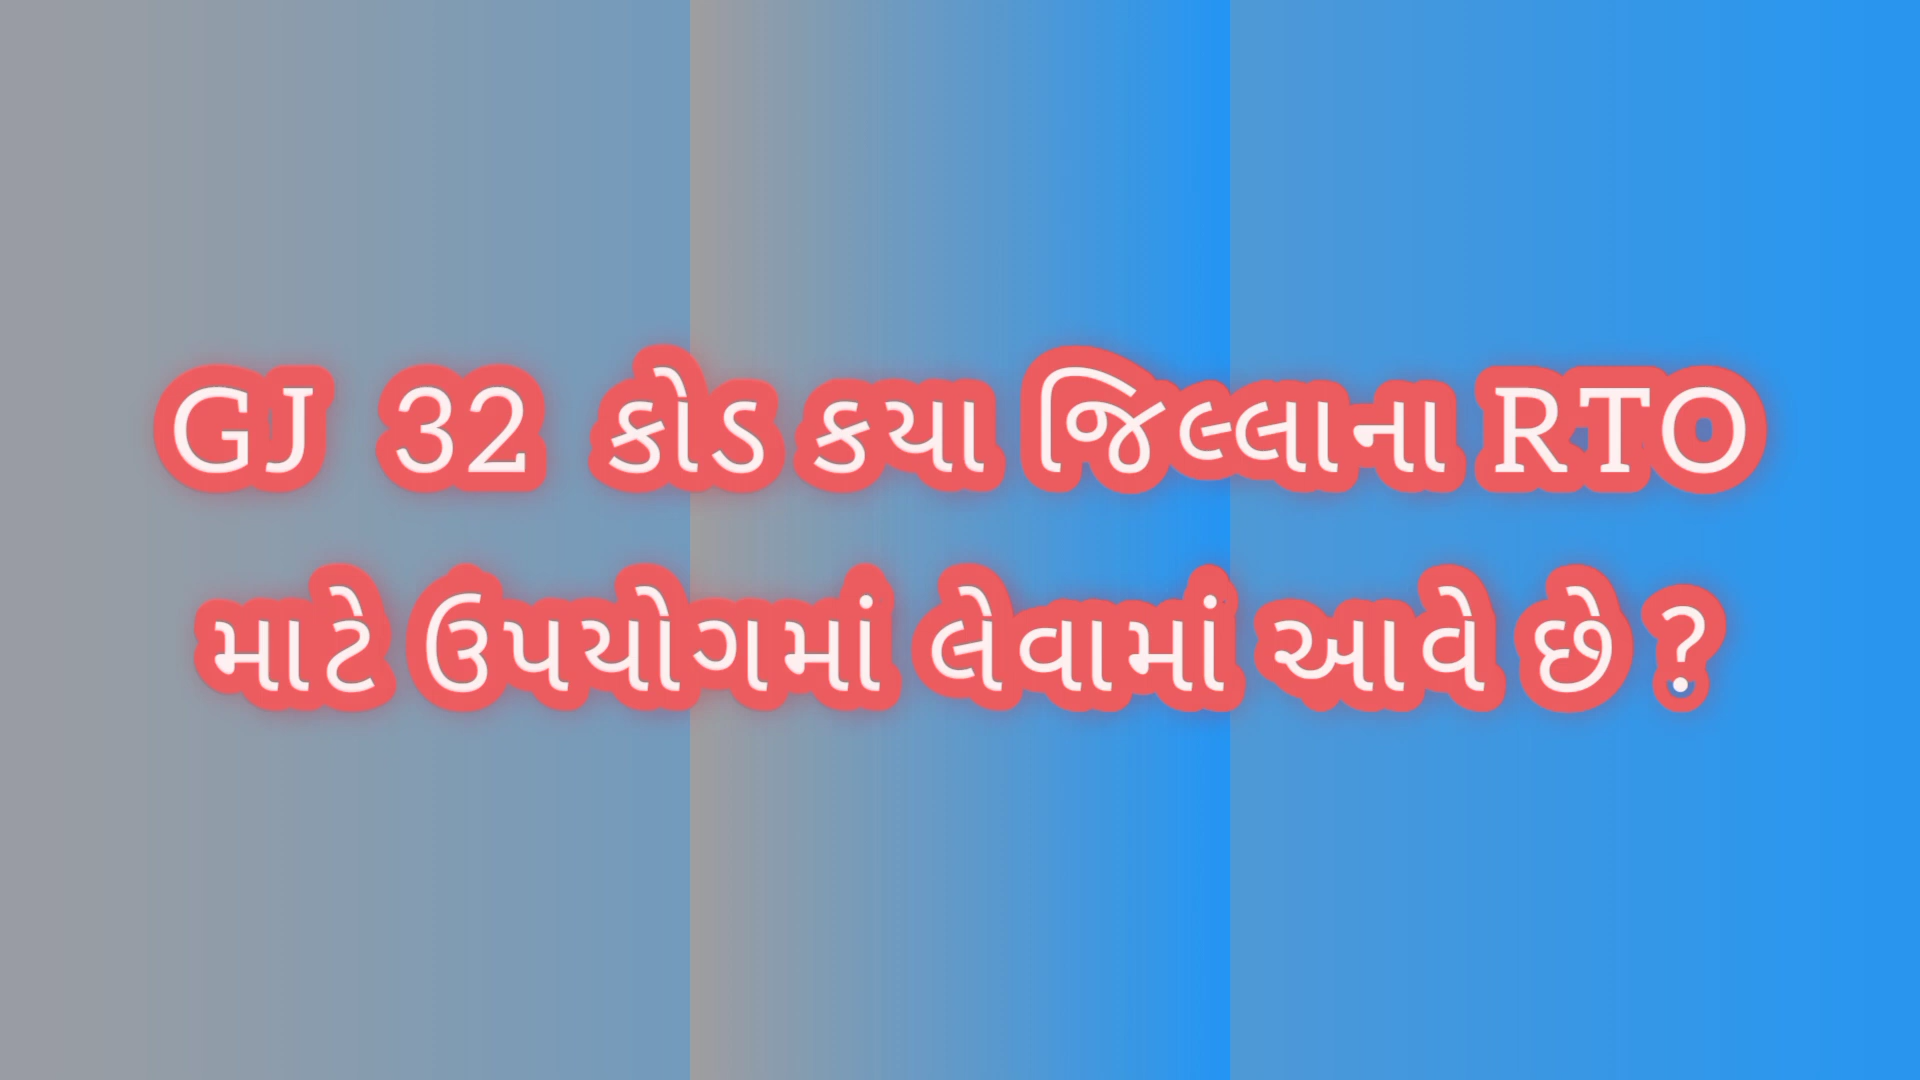 GJ 32 કોડ કયા જિલ્લાના RTO
માટે ઉપયોગમાં લેવામાં આવે છે ?